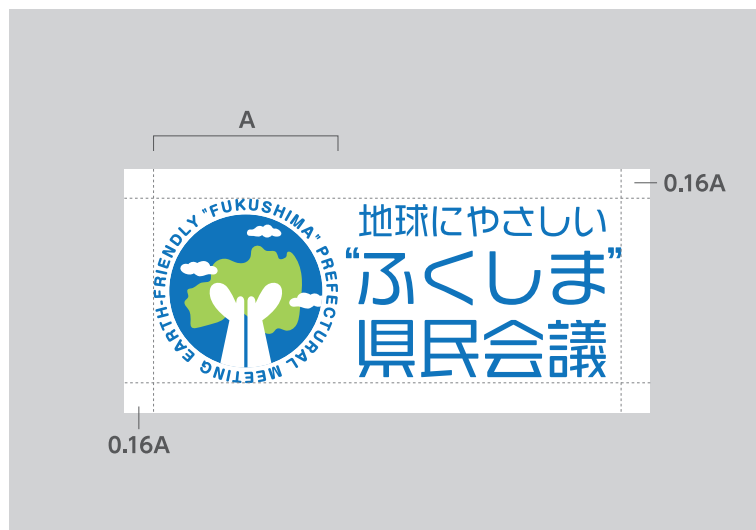 A
0.16A
EARTH-FRIENDLY "FUKUSHIMA" PREFECTURAL MEETING
地球にやさしい
“ふくしま”
県民会議
0.16A